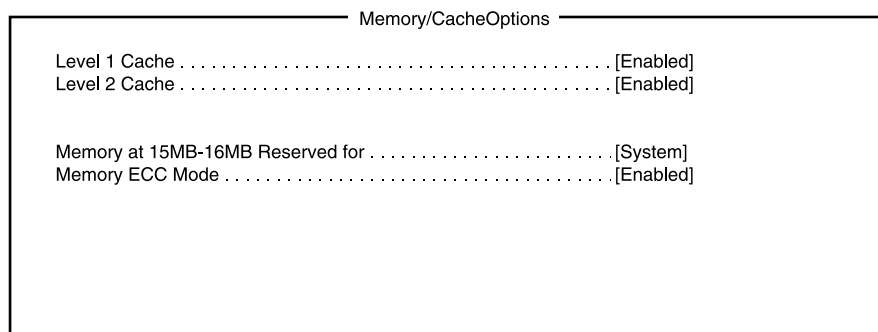 Memory/CacheOptions
Level 1 Cache . . . . . . . . . . . . . . . . . . . . . . . . . . . . . . . . . . . . . . . . . . [Enabled]
Level 2 Cache . . . . . . . . . . . . . . . . . . . . . . . . . . . . . . . . . . . . . . . . . . [Enabled]
Memory at 15MB-16MB Reserved for . . . . . . . . . . . . . . . . . . . . . . . . [System]
Memory ECC Mode . . . . . . . . . . . . . . . . . . . . . . . . . . . . . . . . . . . . . . [Enabled]